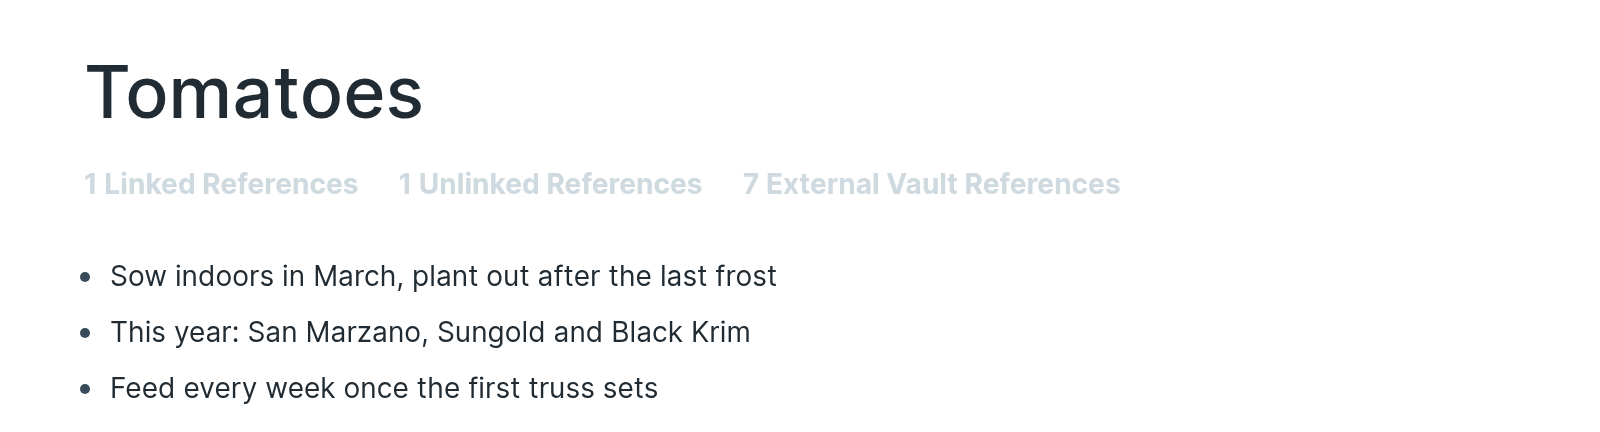 Tomatoes
1 Linked References 1 Unlinked References 7 External Vault References
Sow indoors in March, plant out after the last frost
This year: San Marzano, Sungold and Black Krim
Feed every week once the first truss sets